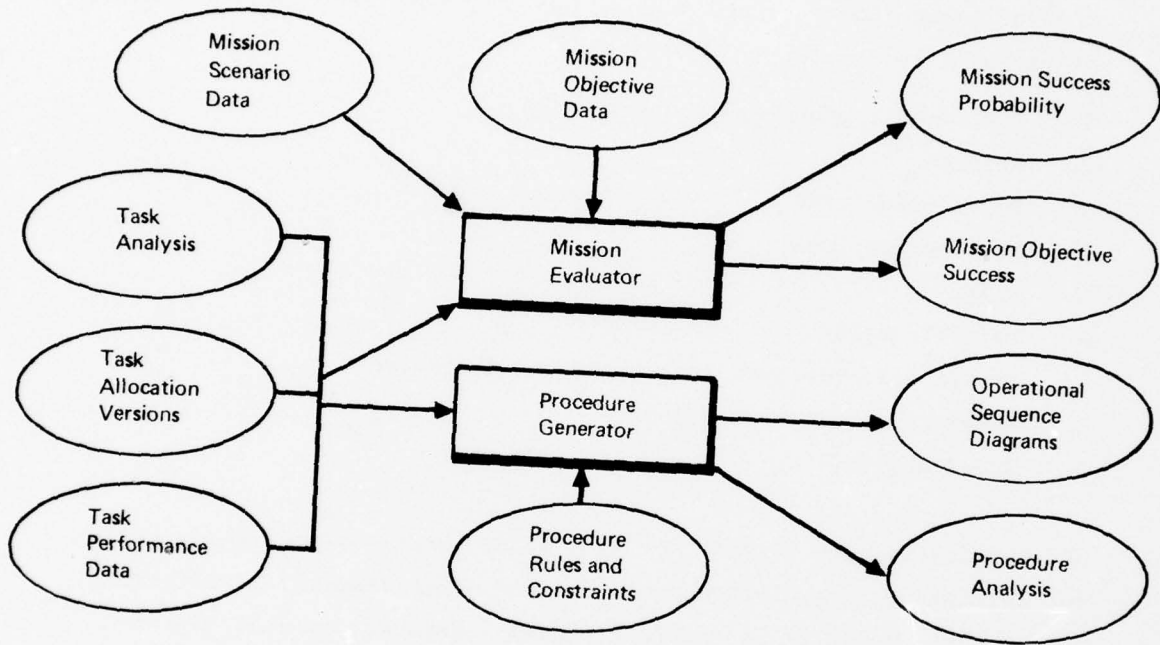 Mission
Scenario
Data
Mission
Objective
Data
Mission Success
Probability
Task
Analysis
Mission
Evaluator
Mission Objective
Success
Task
Allocation
Versions
Procedure
Generator
Operational
Sequence
Diagrams
Task
Performance
Data
Procedure
Rules and
Constraints
Procedure
Analysis